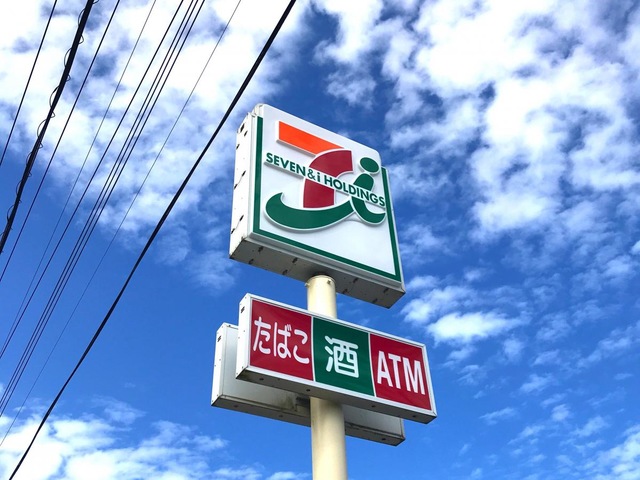 SEVEN & i HOLDINGS
たばこ 酒 ATM